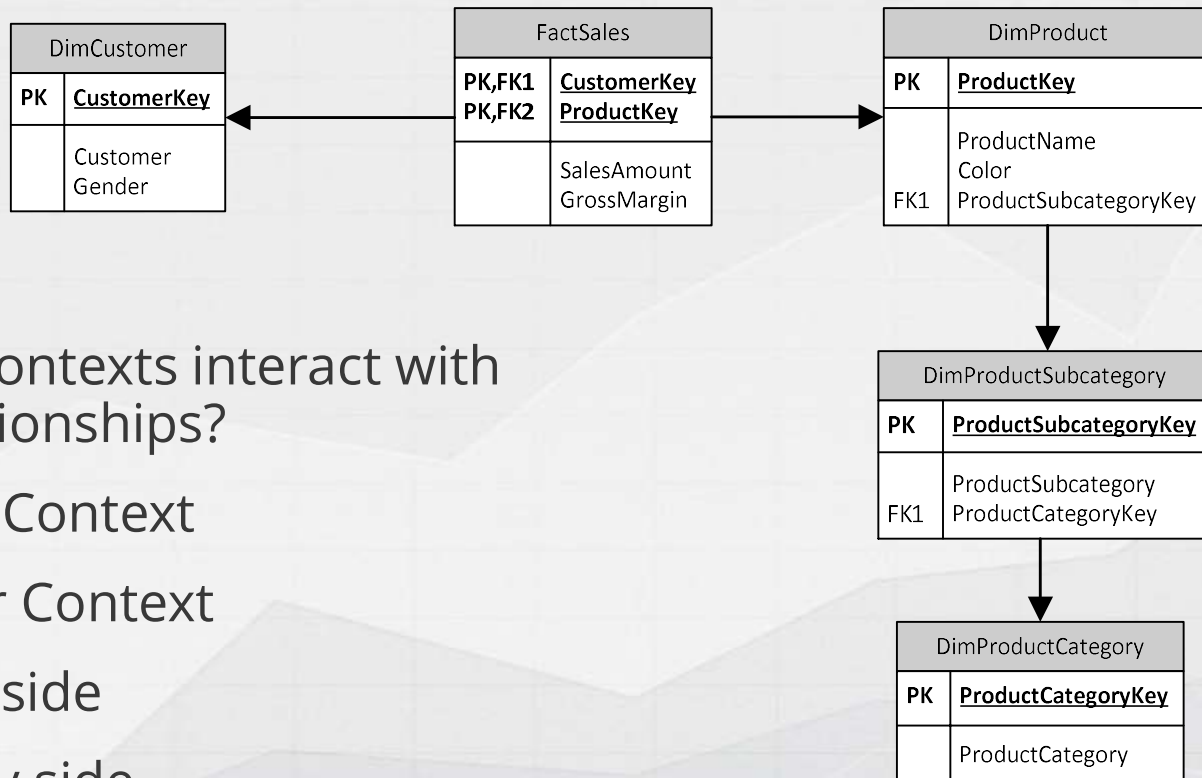 DimCustomer
PK CustomerKey
Customer
Gender
FactSales
PK,FK1 CustomerKey
PK,FK2 ProductKey
SalesAmount
GrossMargin
DimProduct
PK ProductKey
ProductName
Color
FK1 ProductSubcategoryKey
ontexts interact with
ionships?
Context
r Context
side
y side
DimProductSubcategory
PK ProductSubcategoryKey
ProductSubcategory
FK1 ProductCategoryKey
DimProductCategory
PK ProductCategoryKey
ProductCategory